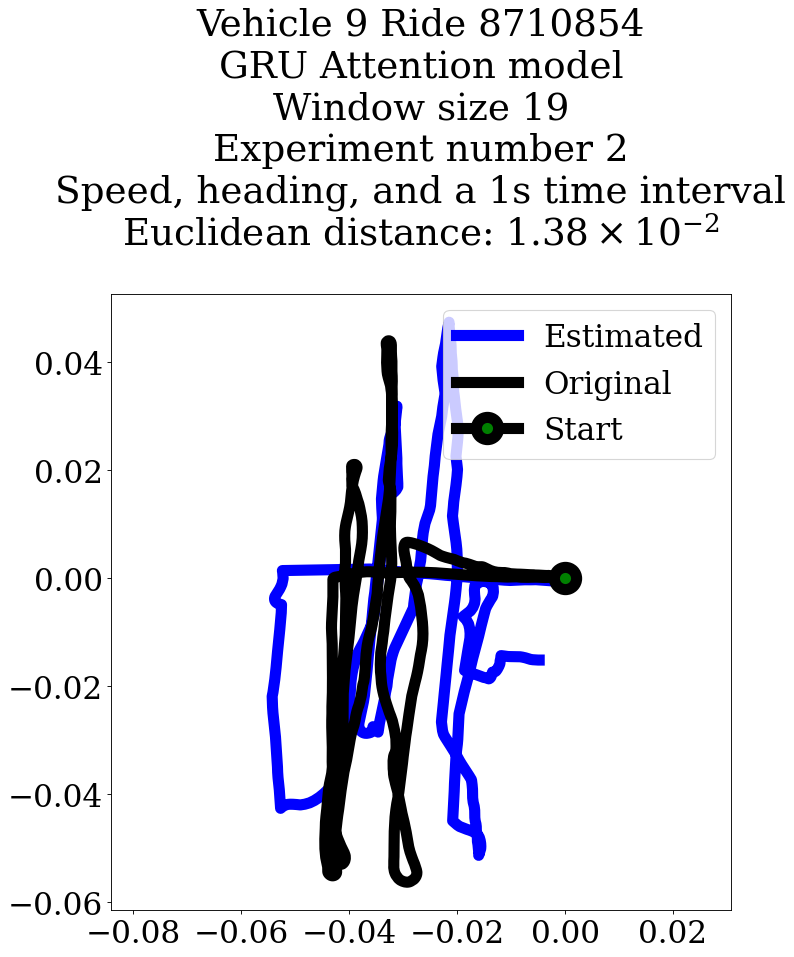 Vehicle 9 Ride 8710854
GRU Attention model
Window size 19
Experiment number 2
Speed, heading, and a 1s time interval
Euclidean distance: 1.38 × 10⁻²
Estimated
Original
Start
0.04
0.02
0.00
−0.02
−0.04
−0.06
−0.08 −0.06 −0.04 −0.02 0.00 0.02